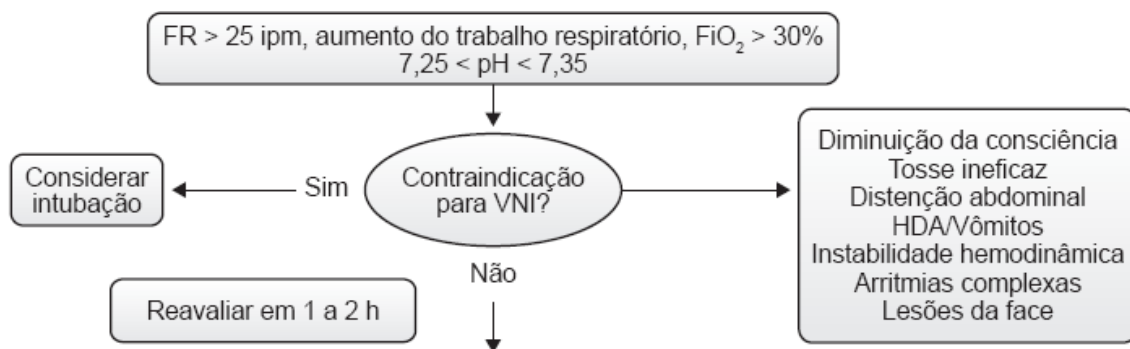 FR > 25 ipm, aumento do trabalho respiratório, FiO₂ > 30%
7,25 < pH < 7,35
Considerar
intubação
Sim
Contraindicação
para VNI?
Diminuição da consciência
Tosse ineficaz
Distenção abdominal
HDA/Vômitos
Instabilidade hemodinâmica
Arritmias complexas
Lesões da face
Não
Reavaliar em 1 a 2 h